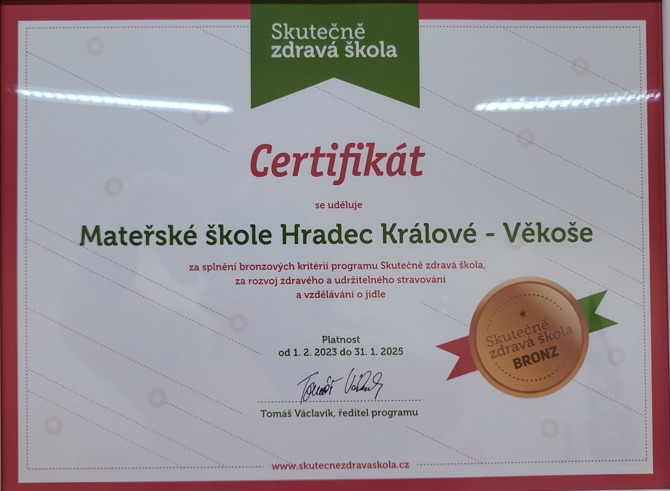 Skutečně
zdravá škola
Certifikát
se uděluje
Mateřské škole Hradec Králové - Věkoše
za splnění bronzových kritérií programu Skutečně zdravá škola,
za rozvoj zdravého a udržitelného stravování
a vzdělávání o jídle
Platnost
od 1. 2. 2023 do 31. 1. 2025
Skutečně
zdravá škola
BRONZ
Tomáš Václavík, ředitel programu
www.skutecnezdravaskola.cz